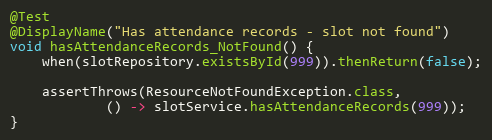 @Test
@DisplayName("Has attendance records - slot not found")
void hasAttendanceRecords_NotFound() {
    when(slotRepository.existsById(999)).thenReturn(false);

    assertThrows(ResourceNotFoundException.class,
            () -> slotService.hasAttendanceRecords(999));
}